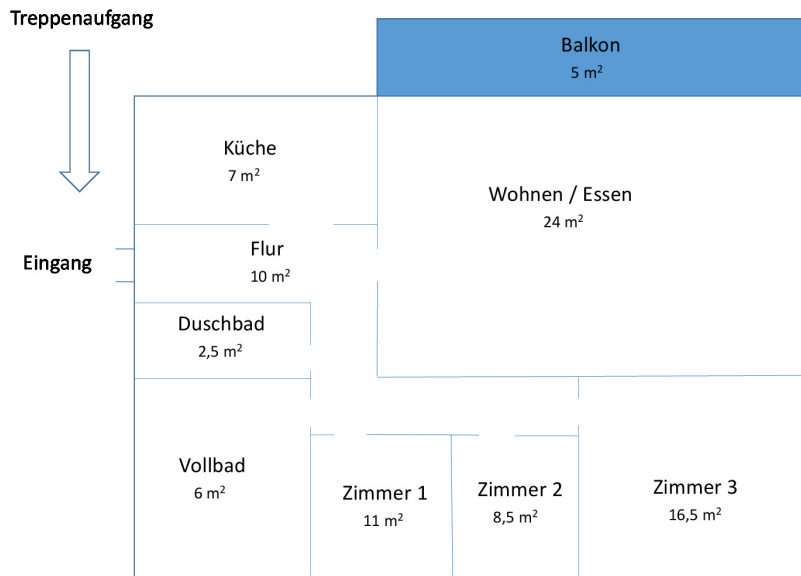 Treppenaufgang
Balkon
5 m²
Küche
7 m²
Wohnen / Essen
24 m²
Eingang
Flur
10 m²
Duschbad
2,5 m²
Vollbad
6 m²
Zimmer 1
11 m²
Zimmer 2
8,5 m²
Zimmer 3
16,5 m²